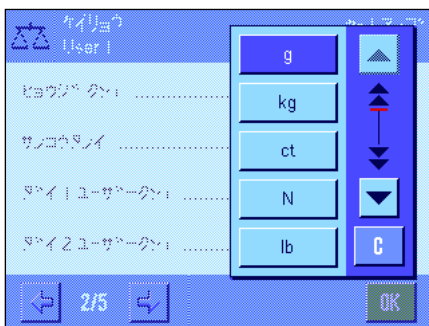 ケイリョウ
User 1
ヒョウジ タンイ
サンコウタンイ
ダイ1ユーザータンイ
ダイ2ユーザータンイ
g
kg
ct
N
lb
C
2/5
OK